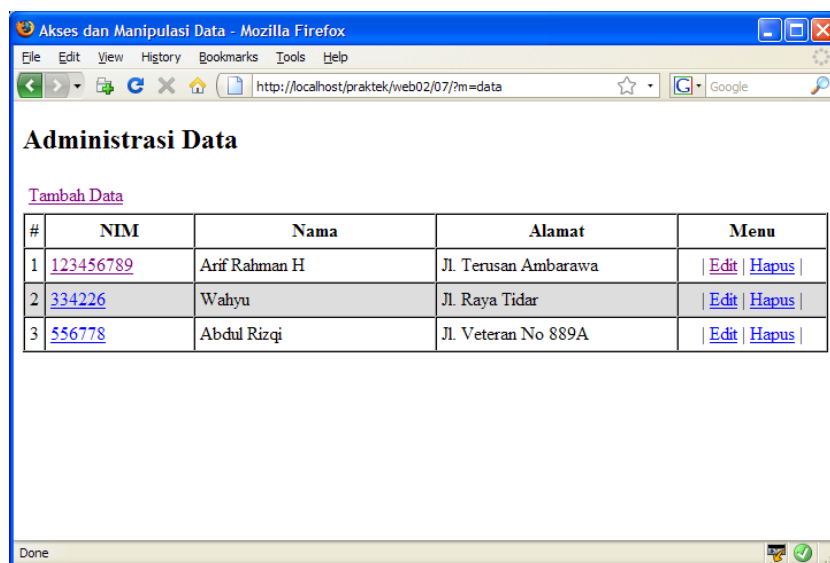 Akses dan Manipulasi Data - Mozilla Firefox
File Edit View History Bookmarks Tools Help
http://localhost/praktek/web02/07/?m=data G Google
Administrasi Data
Tambah Data
# NIM Nama Alamat Menu
1 123456789 Arif Rahman H Jl. Terusan Ambarawa | Edit | Hapus |
2 334226 Wahyu Jl. Raya Tidar | Edit | Hapus |
3 556778 Abdul Rizqi Jl. Veteran No 889A | Edit | Hapus |
Done